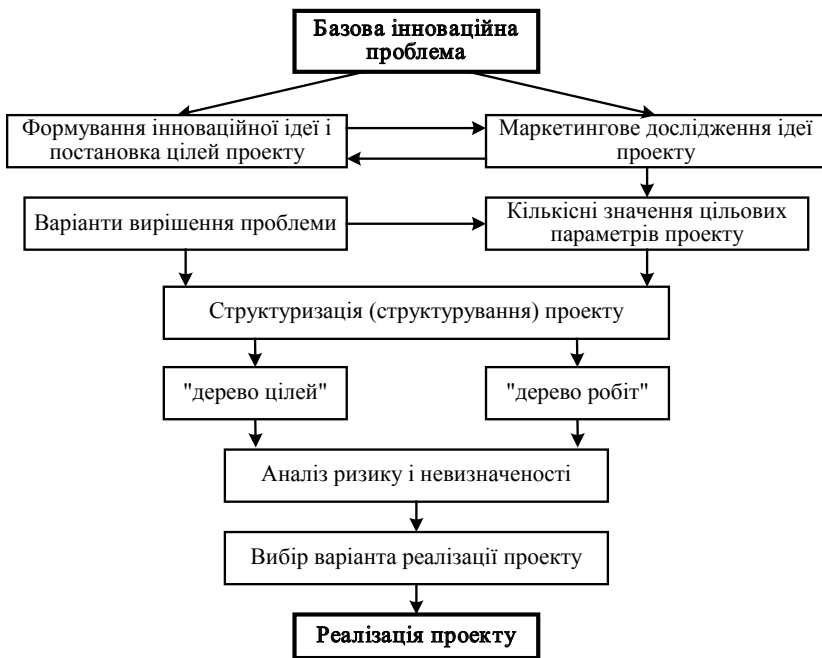 Базова інноваційна
проблема
Формування інноваційної ідеї і
постановка цілей проекту
Маркетингове дослідження ідеї
проекту
Варіанти вирішення проблеми
Кількісні значення цільових
параметрів проекту
Структуризація (структурування) проекту
"дерево цілей"
"дерево робіт"
Аналіз ризику і невизначеності
Вибір варіанта реалізації проекту
Реалізація проекту